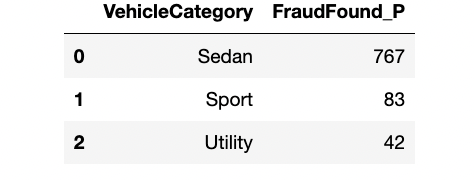 VehicleCategory FraudFound_P
0 Sedan 767
1 Sport 83
2 Utility 42